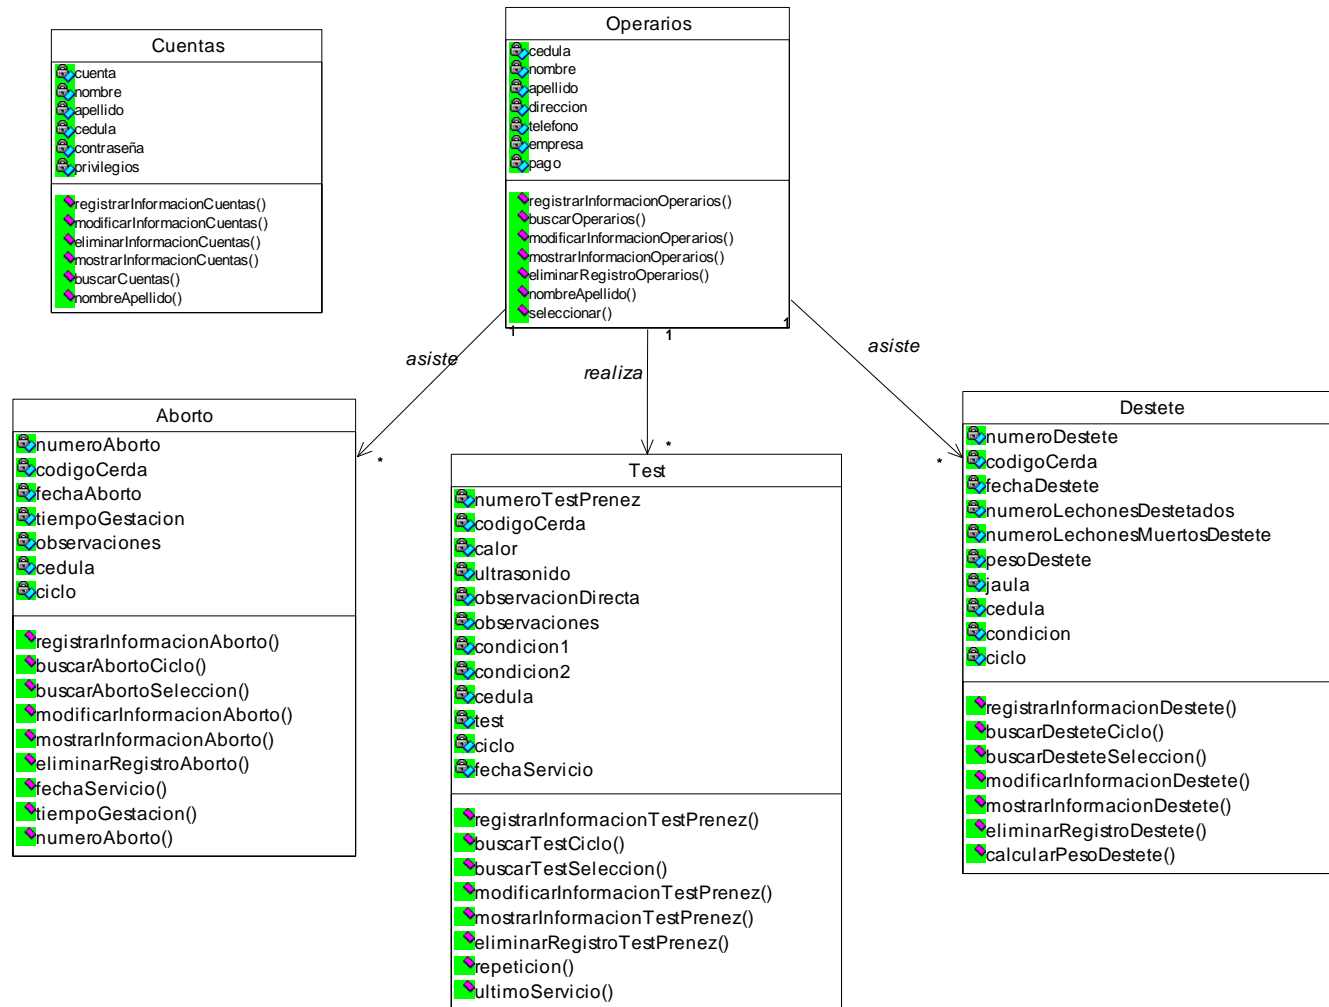 Cuentas
cuenta
nombre
apellido
cedula
contraseña
privilegios
registrarInformacionCuentas()
modificarInformacionCuentas()
eliminarInformacionCuentas()
mostrarInformacionCuentas()
buscarCuentas()
nombreApellido()
Operarios
cedula
nombre
apellido
direccion
telefono
empresa
pago
registrarInformacionOperarios()
buscarOperarios()
modificarInformacionOperarios()
mostrarInformacionOperarios()
eliminarRegistroOperarios()
nombreApellido()
seleccionar()
1
1
1
asiste
realiza
asiste
*
*
*
Aborto
numeroAborto
codigoCerda
fechaAborto
tiempoGestacion
observaciones
cedula
ciclo
registrarInformacionAborto()
buscarAbortoCiclo()
buscarAbortoSeleccion()
modificarInformacionAborto()
mostrarInformacionAborto()
eliminarRegistroAborto()
fechaServicio()
tiempoGestacion()
numeroAborto()
Test
numeroTestPrenez
codigoCerda
calor
ultrasonido
observacionDirecta
observaciones
condicion1
condicion2
cedula
test
ciclo
fechaServicio
registrarInformacionTestPrenez()
buscarTestCiclo()
buscarTestSeleccion()
modificarInformacionTestPrenez()
mostrarInformacionTestPrenez()
eliminarRegistroTestPrenez()
repeticion()
ultimoServicio()
Destete
numeroDestete
codigoCerda
fechaDestete
numeroLechonesDestetados
numeroLechonesMuertosDestete
pesoDestete
jaula
cedula
condicion
ciclo
registrarInformacionDestete()
buscarDesteteCiclo()
buscarDesteteSeleccion()
modificarInformacionDestete()
mostrarInformacionDestete()
eliminarRegistroDestete()
calcularPesoDestete()